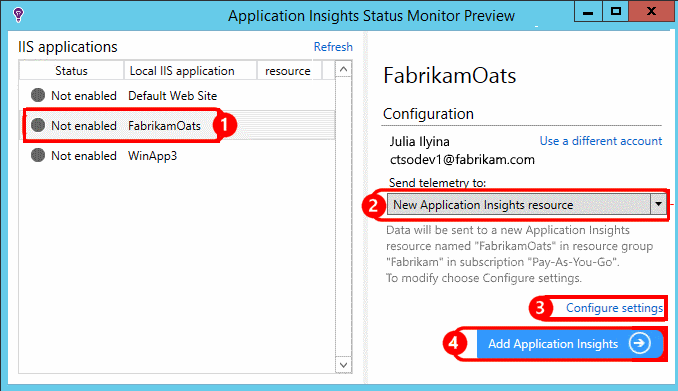 Application Insights Status Monitor Preview
IIS applications
Refresh
Status Local IIS application resource
Not enabled Default Web Site
Not enabled FabrikamOats 1
Not enabled WinApp3
FabrikamOats
Configuration
Julia Ilyina Use a different account
ctsodev1@fabrikam.com
Send telemetry to:
2 New Application Insights resource
Data will be sent to a new Application Insights
resource named "FabrikamOats" in resource group
"Fabrikam" in subscription "Pay-As-You-Go".
To modify choose Configure settings.
3 Configure settings
4 Add Application Insights